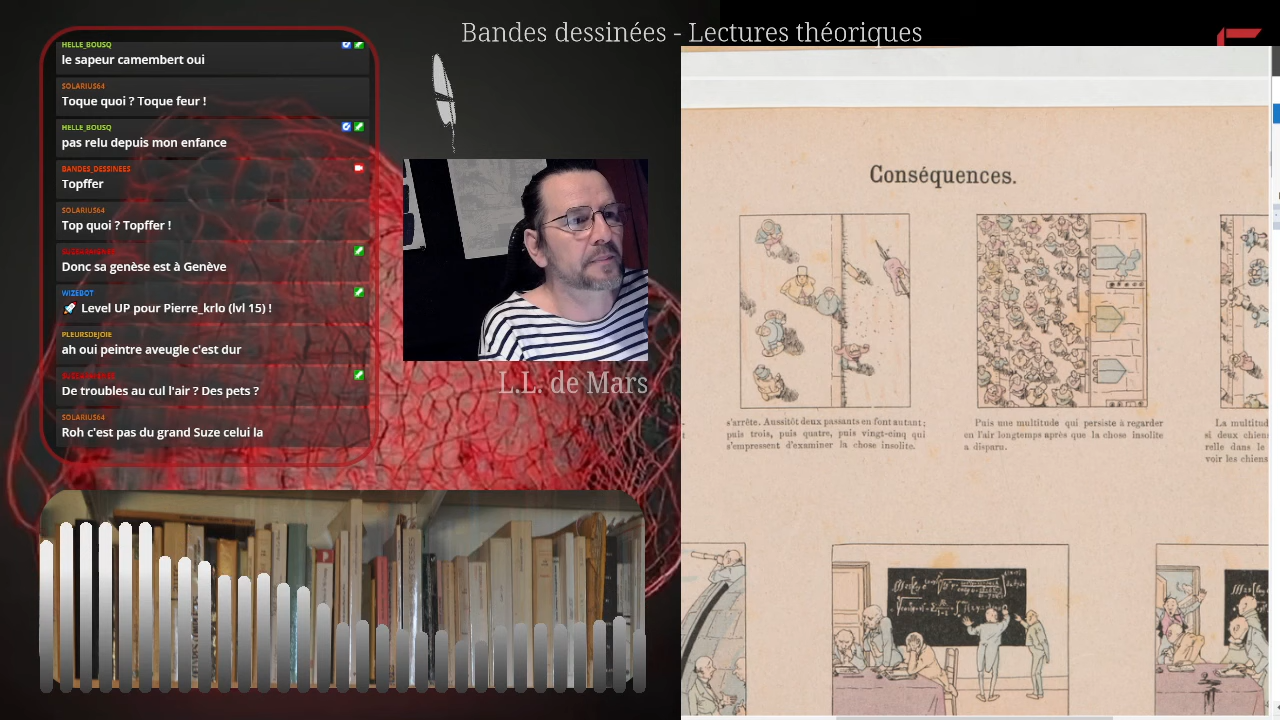 Bandes dessinées - Lectures théoriques
HELLE_BOUSQ
le sapeur camembert oui
SOLARIUS64
Toque quoi ? Toque feur !
HELLE_BOUSQ
pas relu depuis mon enfance
BANDES_DESSINEES
Topffer
SOLARIUS64
Top quoi ? Topffer !
Donc sa genèse est à Genève
WIZEBOT
🚀 Level UP pour Pierre_krlo (lvl 15) !
PLEURSDEJOIE
ah oui peintre aveugle c'est dur
De troubles au cul l'air ? Des pets ?
SOLARIUS64
Roh c'est pas du grand Suze celui la
L.L. de Mars
Conséquences.
s'arrête. Aussitôt deux passants en font autant;
puis trois, puis quatre, puis vingt-cinq qui
s'empressent d'examiner la chose insolite.
Puis une multitude qui persiste à regarder
en l'air longtemps après que la chose insolite
a disparu.
La multitud
si deux chiens
relle dans le
voir les chiens